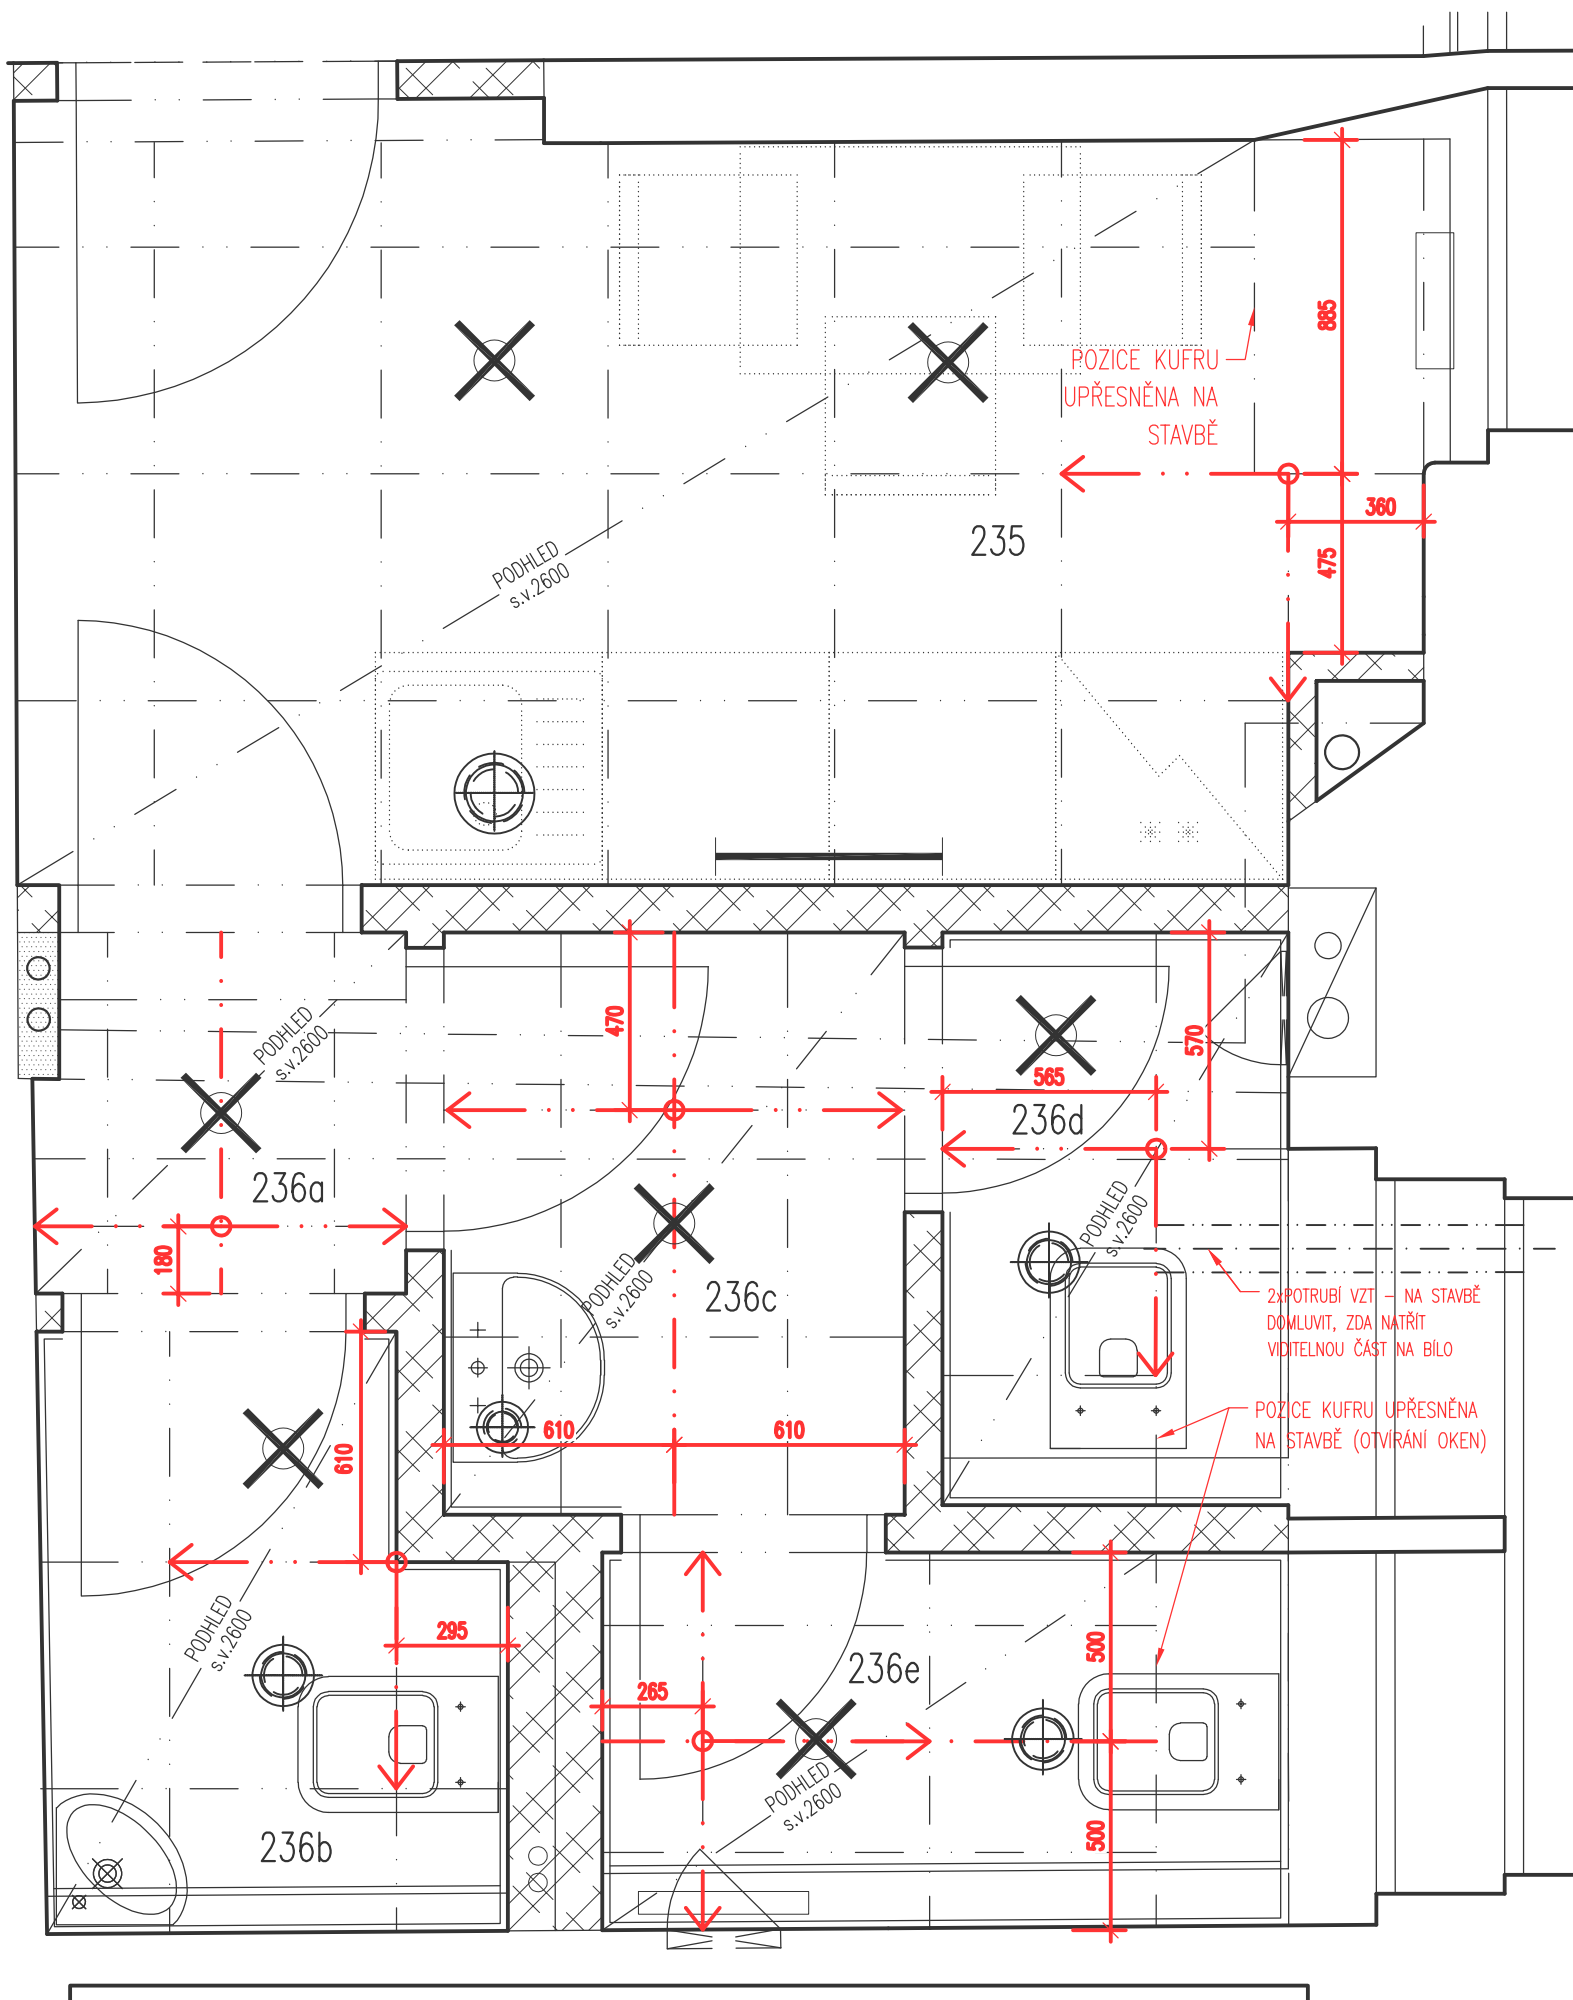 885
POZICE KUFRU
UPŘESNĚNA NA
STAVBĚ
360
235
475
PODHLED
s.v.2600
470
570
PODHLED
s.v.2600
565
236d
236a
180
PODHLED
s.v.2600
PODHLED
s.v.2600
236c
2xPOTRUBÍ VZT – NA STAVBĚ
DOMLUVIT, ZDA NATŘÍT
VIDITELNOU ČÁST NA BÍLO
POZICE KUFRU UPŘESNĚNA
NA STAVBĚ (OTVÍRÁNÍ OKEN)
610
610
610
PODHLED
s.v.2600
295
500
236e
265
PODHLED
s.v.2600
500
236b